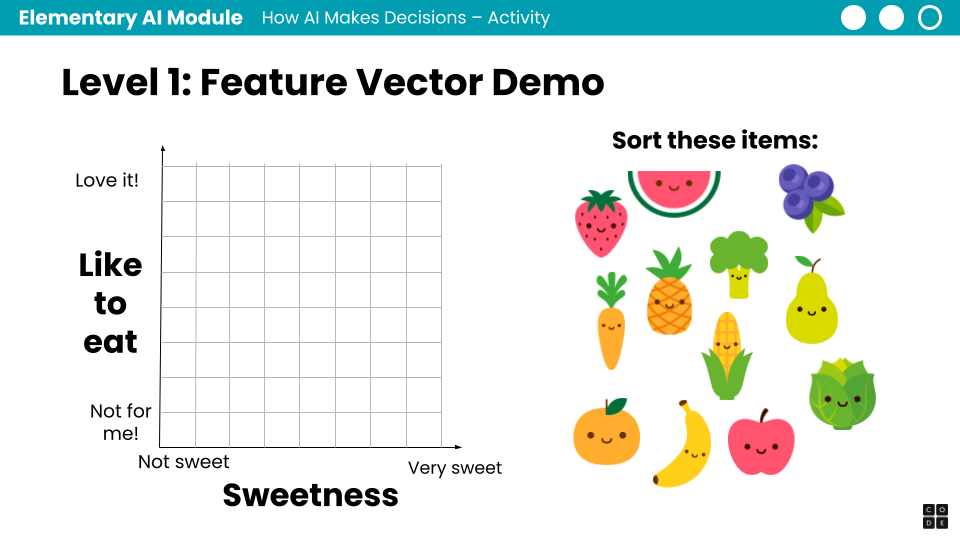 Elementary AI Module How AI Makes Decisions – Activity
Level 1: Feature Vector Demo
Sort these items:
Love it!
Like
to
eat
Not for
me!
Not sweet
Very sweet
Sweetness
C O
D E